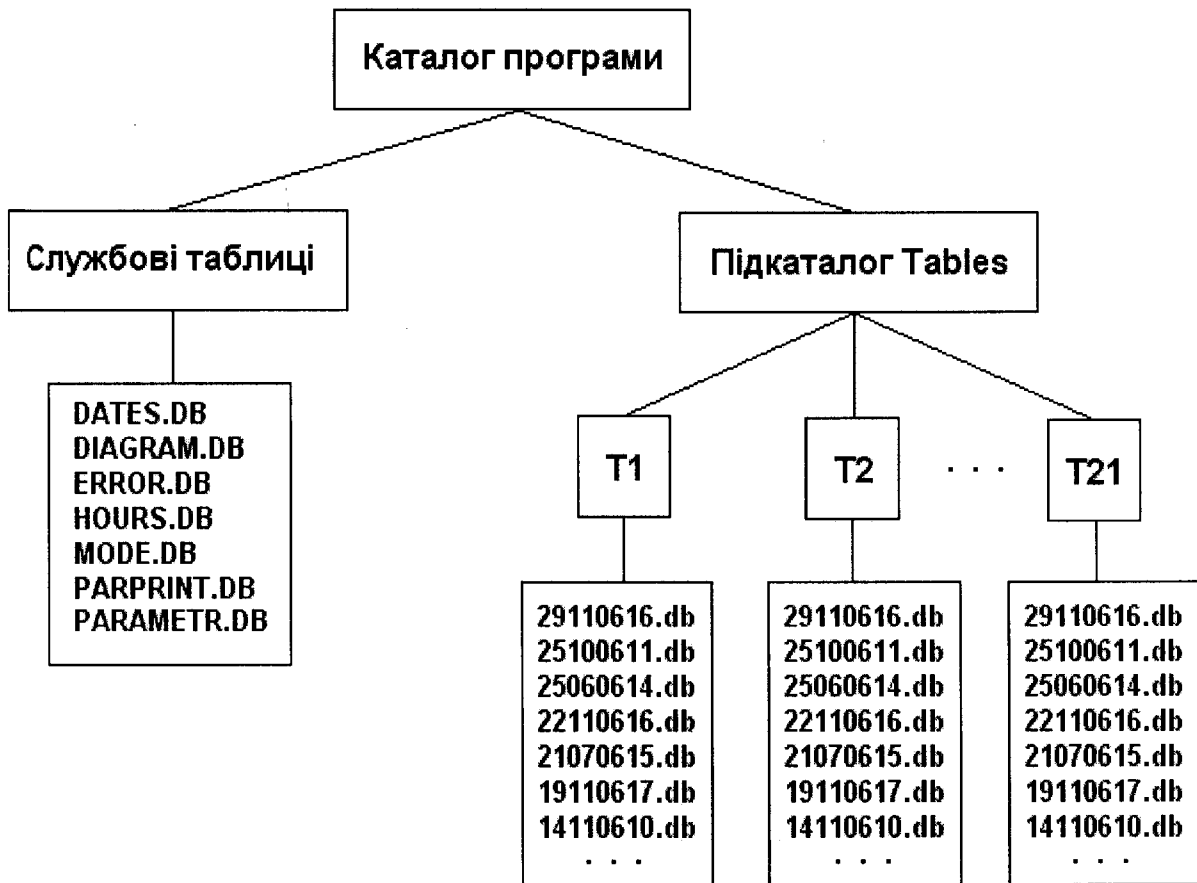 Каталог програми
Службові таблиці
Підкаталог Tables
DATES.DB
DIAGRAM.DB
ERROR.DB
HOURS.DB
MODE.DB
PARPRINT.DB
PARAMETR.DB
T1
T2
. . .
T21
29110616.db
25100611.db
25060614.db
22110616.db
21070615.db
19110617.db
14110610.db
. . .
29110616.db
25100611.db
25060614.db
22110616.db
21070615.db
19110617.db
14110610.db
. . .
29110616.db
25100611.db
25060614.db
22110616.db
21070615.db
19110617.db
14110610.db
. . .